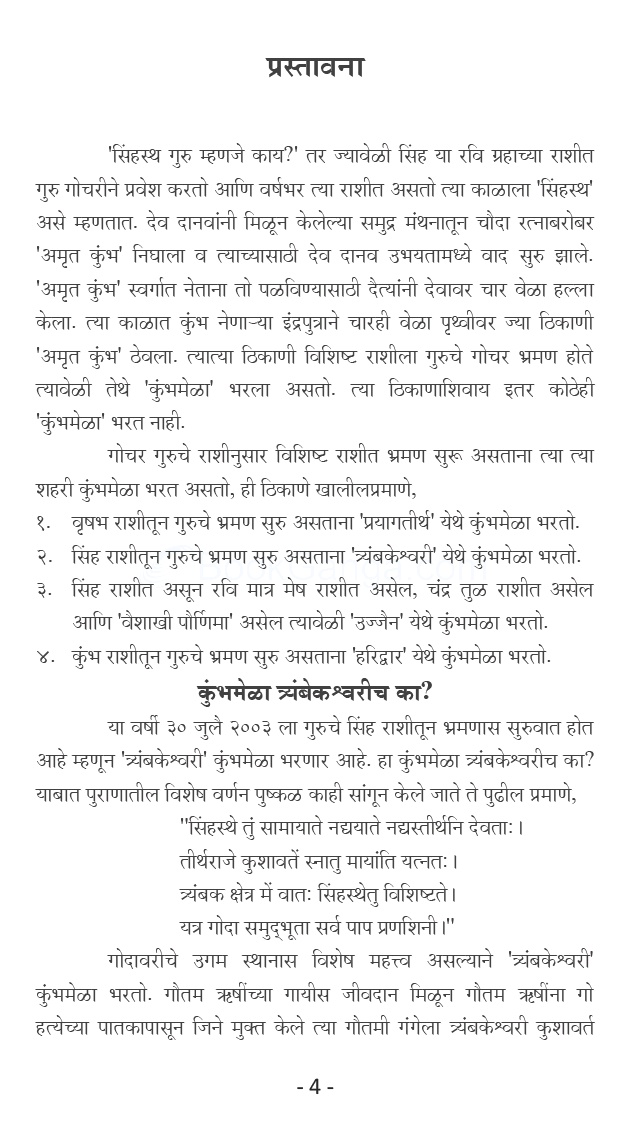 प्रस्तावना
'सिंहस्थ गुरु म्हणजे काय?' तर ज्यावेळी सिंह या रवि ग्रहाच्या राशीत
गुरु गोचरीने प्रवेश करतो आणि वर्षभर त्या राशीत असतो त्या काळाला 'सिंहस्थ'
असे म्हणतात. देव दानवांनी मिळून केलेल्या समुद्र मंथनातून चौदा रत्नाबरोबर
'अमृत कुंभ' निघाला व त्याच्यासाठी देव दानव उभयतामध्ये वाद सुरु झाले.
'अमृत कुंभ' स्वर्गात नेताना तो पळविण्यासाठी दैत्यांनी देवावर चार वेळा हल्ला
केला. त्या काळात कुंभ नेणाऱ्या इंद्रपुत्राने चारही वेळा पृथ्वीवर ज्या ठिकाणी
'अमृत कुंभ' ठेवला. त्यात्या ठिकाणी विशिष्ट राशीला गुरुचे गोचर भ्रमण होते
त्यावेळी तेथे 'कुंभमेळा' भरला असतो. त्या ठिकाणाशिवाय इतर कोठेही
'कुंभमेळा' भरत नाही.
गोचर गुरुचे राशीनुसार विशिष्ट राशीत भ्रमण सुरू असताना त्या त्या
शहरी कुंभमेळा भरत असतो, ही ठिकाणे खालीलप्रमाणे,
१. वृषभ राशीतून गुरुचे भ्रमण सुरु असताना 'प्रयागतीर्थ' येथे कुंभमेळा भरतो.
२. सिंह राशीतून गुरुचे भ्रमण सुरु असताना 'त्र्यंबकेश्वरी' येथे कुंभमेळा भरतो.
३. सिंह राशीत असून रवि मात्र मेष राशीत असेल, चंद्र तुळ राशीत असेल
आणि 'वैशाखी पौर्णिमा' असेल त्यावेळी 'उज्जैन' येथे कुंभमेळा भरतो.
४. कुंभ राशीतून गुरुचे भ्रमण सुरु असताना 'हरिद्वार' येथे कुंभमेळा भरतो.
कुंभमेळा त्र्यंबेकश्वरीच का?
या वर्षी ३० जुलै २००३ ला गुरुचे सिंह राशीतून भ्रमणास सुरुवात होत
आहे म्हणून 'त्र्यंबकेश्वरी' कुंभमेळा भरणार आहे. हा कुंभमेळा त्र्यंबकेश्वरीच का?
याबात पुराणातील विशेष वर्णन पुष्कळ काही सांगून केले जाते ते पुढील प्रमाणे,
"सिंहस्थे तुं सामायाते नद्ययाते नद्यस्तीर्थनि देवताः।
तीर्थराजे कुशावतें स्नातु मायांति यत्नतः।
त्र्यंबक क्षेत्र में वातः सिंहस्थेतु विशिष्टते।
यत्र गोदा समुद्‌भूता सर्व पाप प्रणशिनी।"
गोदावरीचे उगम स्थानास विशेष महत्त्व असल्याने 'त्र्यंबकेश्वरी'
कुंभमेळा भरतो. गौतम ऋषींच्या गायीस जीवदान मिळून गौतम ऋषींना गो
हत्येच्या पातकापासून जिने मुक्त केले त्या गौतमी गंगेला त्र्यंबकेश्वरी कुशावर्त
- 4 -